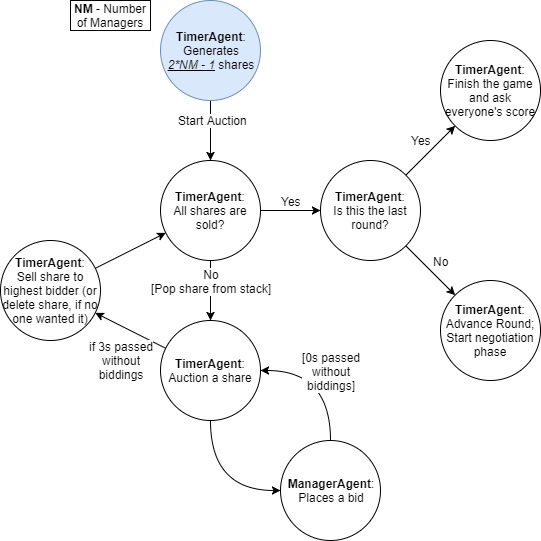 NM - Number
of Managers
TimerAgent:
Generates
2*NM - 1 shares
Start Auction
TimerAgent:
Finish the game
and ask
everyone's score
Yes
TimerAgent:
All shares are
sold?
Yes
TimerAgent:
Is this the last
round?
No
TimerAgent:
Sell share to
highest bidder (or
delete share, if no
one wanted it)
No
[Pop share from stack]
TimerAgent:
Advance Round;
Start negotiation
phase
if 3s passed
without
biddings
TimerAgent:
Auction a share
[0s passed
without
biddings]
ManagerAgent:
Places a bid